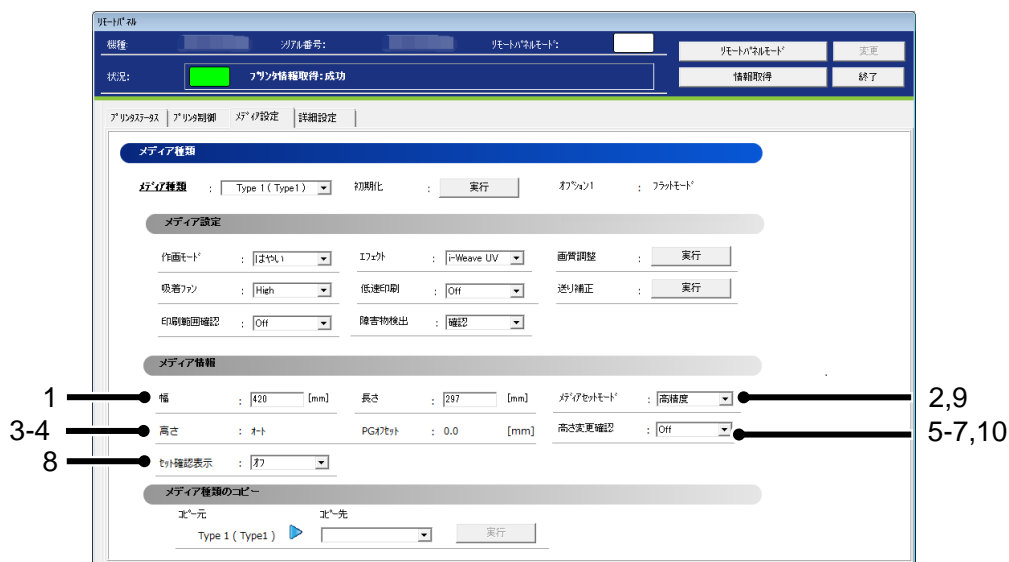 ﾘﾓｰﾄﾊﾟﾈﾙ
機種: ｼﾘｱﾙ番号: ﾘﾓｰﾄﾊﾟﾈﾙﾓｰﾄﾞ: ﾘﾓｰﾄﾊﾟﾈﾙﾓｰﾄﾞ 変更
状況: ﾌﾟﾘﾝﾀ情報取得:成功 情報取得 終了
ﾌﾟﾘﾝﾀｽﾃｰﾀｽ ﾌﾟﾘﾝﾀ制御 ﾒﾃﾞｨｱ設定 詳細設定
メディア種類
ﾒﾃﾞｨｱ種類 : Type 1 ( Type1 ) 初期化 : 実行 ｵﾌﾟｼｮﾝ1 : ﾌﾗｯﾄﾓｰﾄﾞ
メディア設定
作画ﾓｰﾄﾞ : はやい ｴﾌｪｸﾄ : i-Weave UV 画質調整 : 実行
吸着ﾌｧﾝ : High 低速印刷 : Off 送り補正 : 実行
印刷範囲確認 : Off 障害物検出 : 確認
メディア情報
1 幅 : 420 [mm] 長さ : 297 [mm] ﾒﾃﾞｨｱｾｯﾄﾓｰﾄﾞ : 高精度 2,9
3-4 高さ : ｵｰﾄ PGｵﾌｾｯﾄ : 0.0 [mm] 高さ変更確認 : Off 5-7,10
8 ｾｯﾄ確認表示 : ｵﾌ
メディア種類のコピー
ｺﾋﾟｰ元 ｺﾋﾟｰ先
Type 1 ( Type1 ) 実行